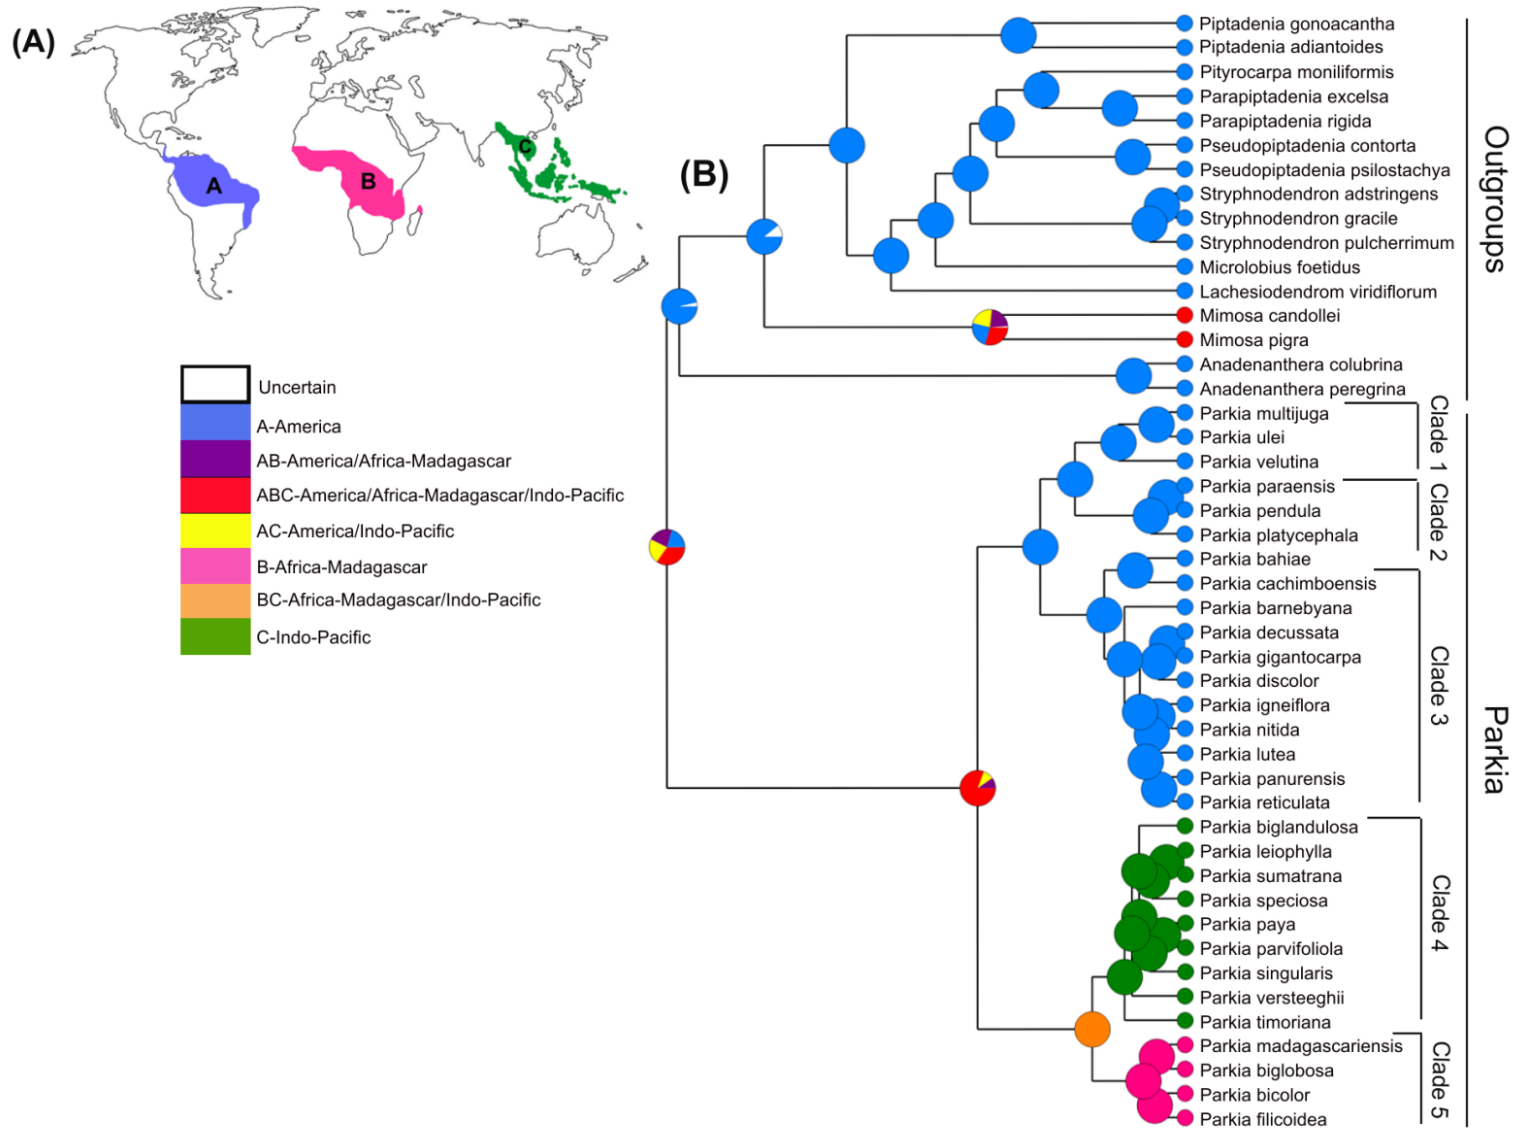 (A)
A
B
C
Uncertain
A-America
AB-America/Africa-Madagascar
ABC-America/Africa-Madagascar/Indo-Pacific
AC-America/Indo-Pacific
B-Africa-Madagascar
BC-Africa-Madagascar/Indo-Pacific
C-Indo-Pacific
(B)
Piptadenia gonoacantha
Piptadenia adiantoides
Pityrocarpa moniliformis
Parapiptadenia excelsa
Parapiptadenia rigida
Pseudopiptadenia contorta
Pseudopiptadenia psilostachya
Stryphnodendron adstringens
Stryphnodendron gracile
Stryphnodendron pulcherrimum
Microlobius foetidus
Lachesiodendrom viridiflorum
Mimosa candollei
Mimosa pigra
Anadenanthera colubrina
Anadenanthera peregrina
Parkia multijuga
Parkia ulei
Parkia velutina
Parkia paraensis
Parkia pendula
Parkia platycephala
Parkia bahiae
Parkia cachimboensis
Parkia barnebyana
Parkia decussata
Parkia gigantocarpa
Parkia discolor
Parkia igneiflora
Parkia nitida
Parkia lutea
Parkia panurensis
Parkia reticulata
Parkia biglandulosa
Parkia leiophylla
Parkia sumatrana
Parkia speciosa
Parkia paya
Parkia parvifoliola
Parkia singularis
Parkia versteeghii
Parkia timoriana
Parkia madagascariensis
Parkia biglobosa
Parkia bicolor
Parkia filicoidea
Clade 1
Clade 2
Clade 3
Clade 4
Clade 5
Outgroups
Parkia